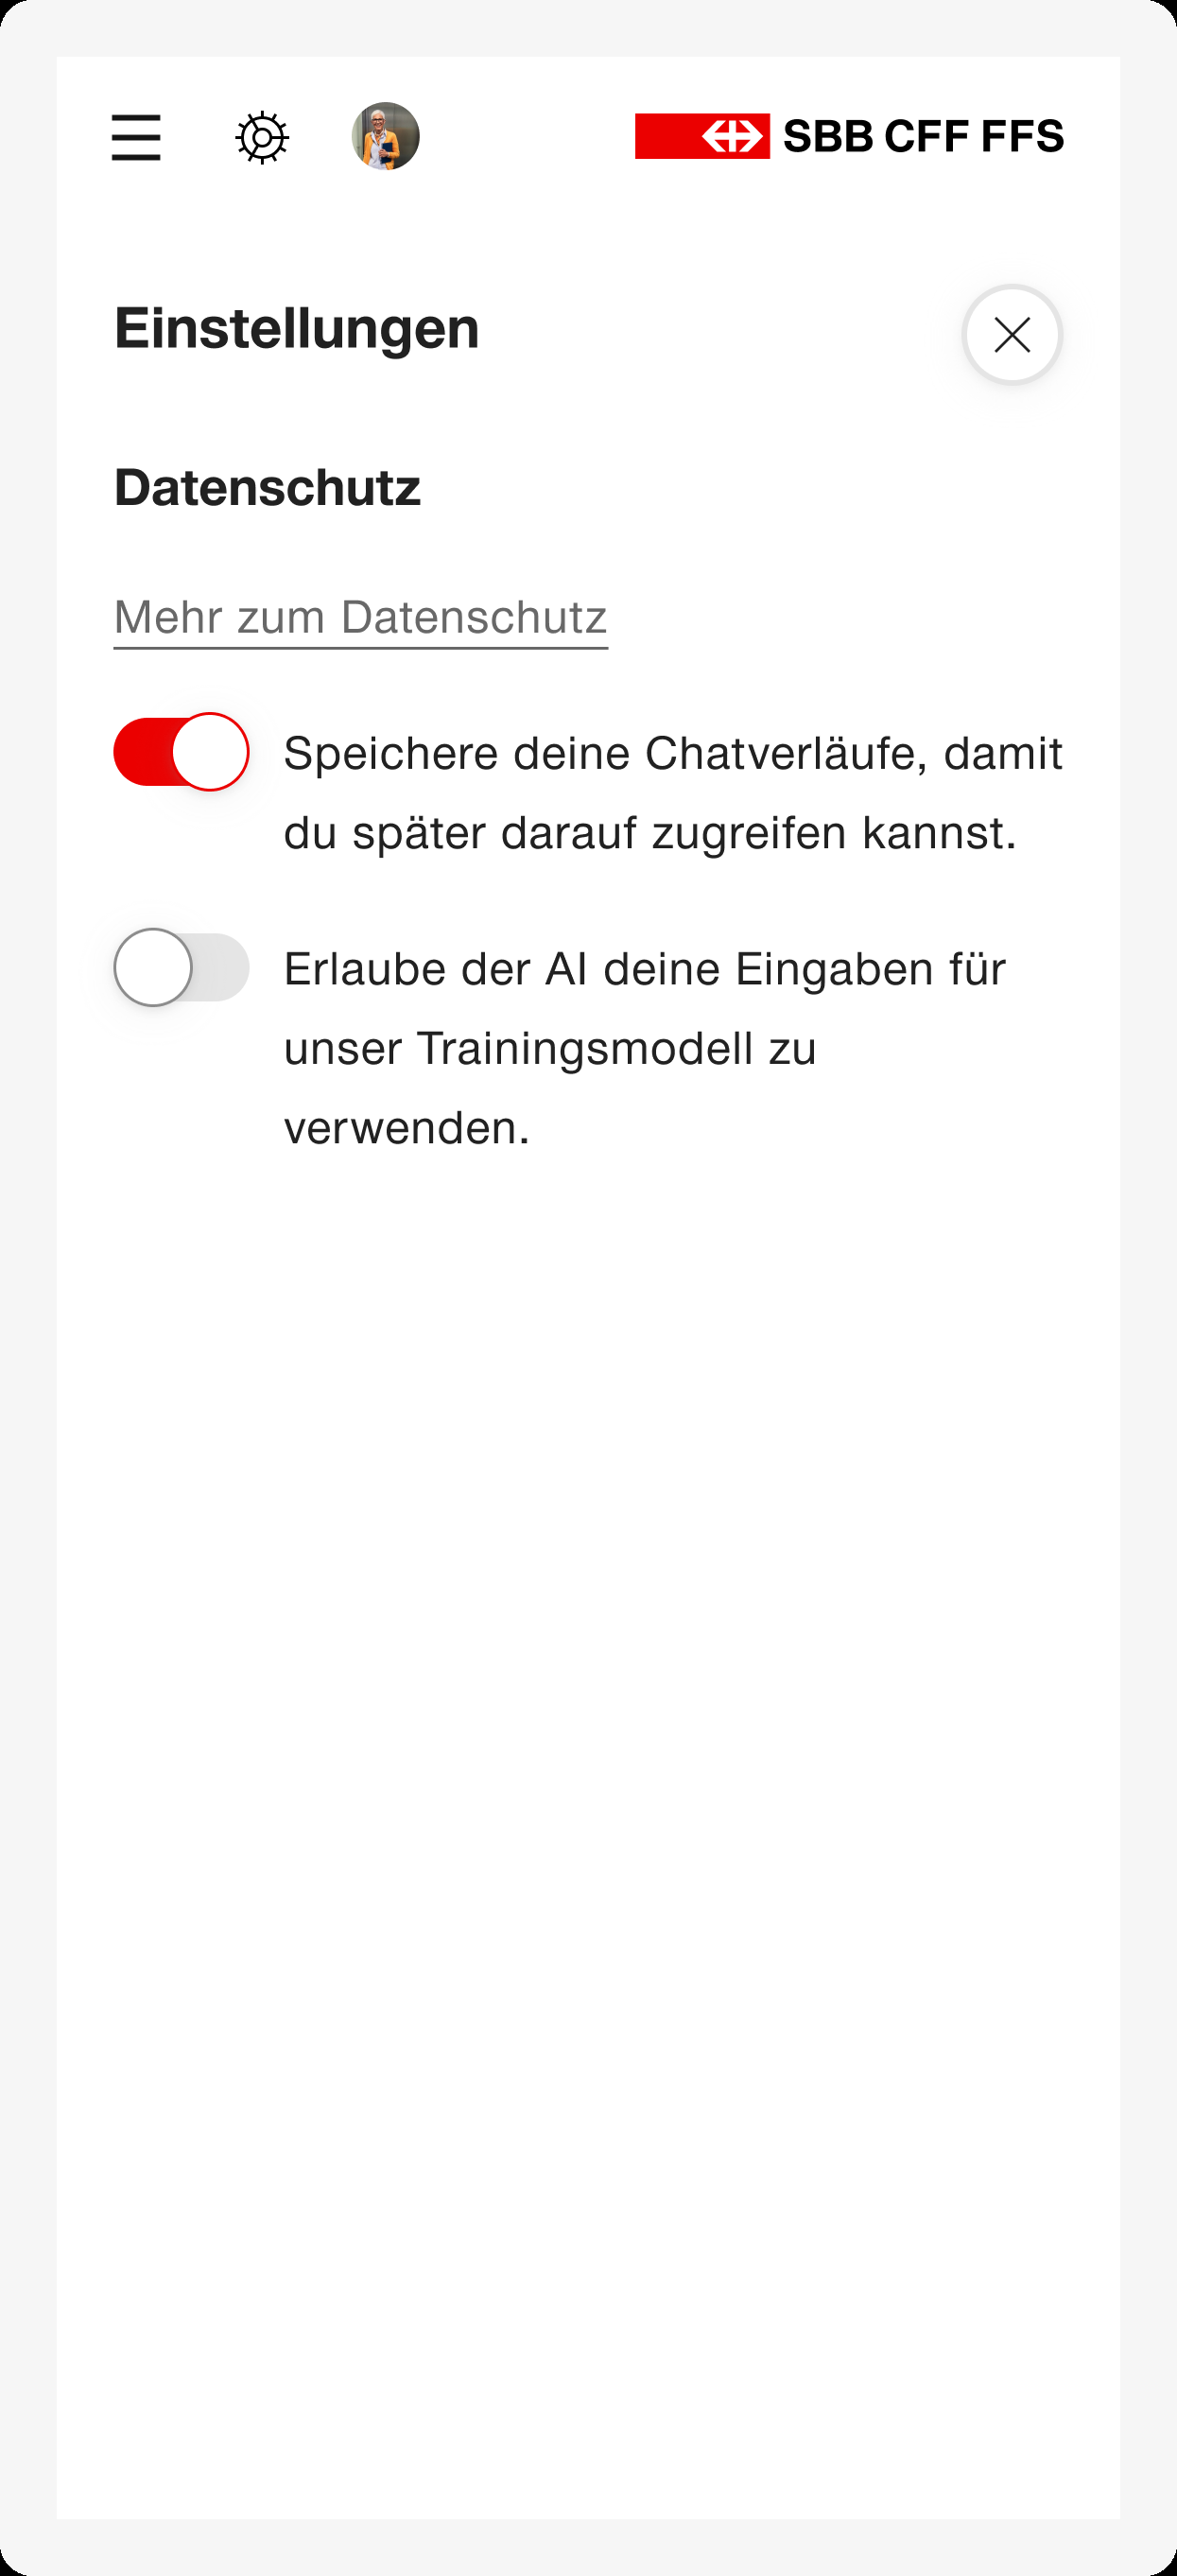 SBB CFF FFS
Einstellungen
Datenschutz
Mehr zum Datenschutz
Speichere deine Chatverläufe, damit
du später darauf zugreifen kannst.
Erlaube der AI deine Eingaben für
unser Trainingsmodell zu
verwenden.